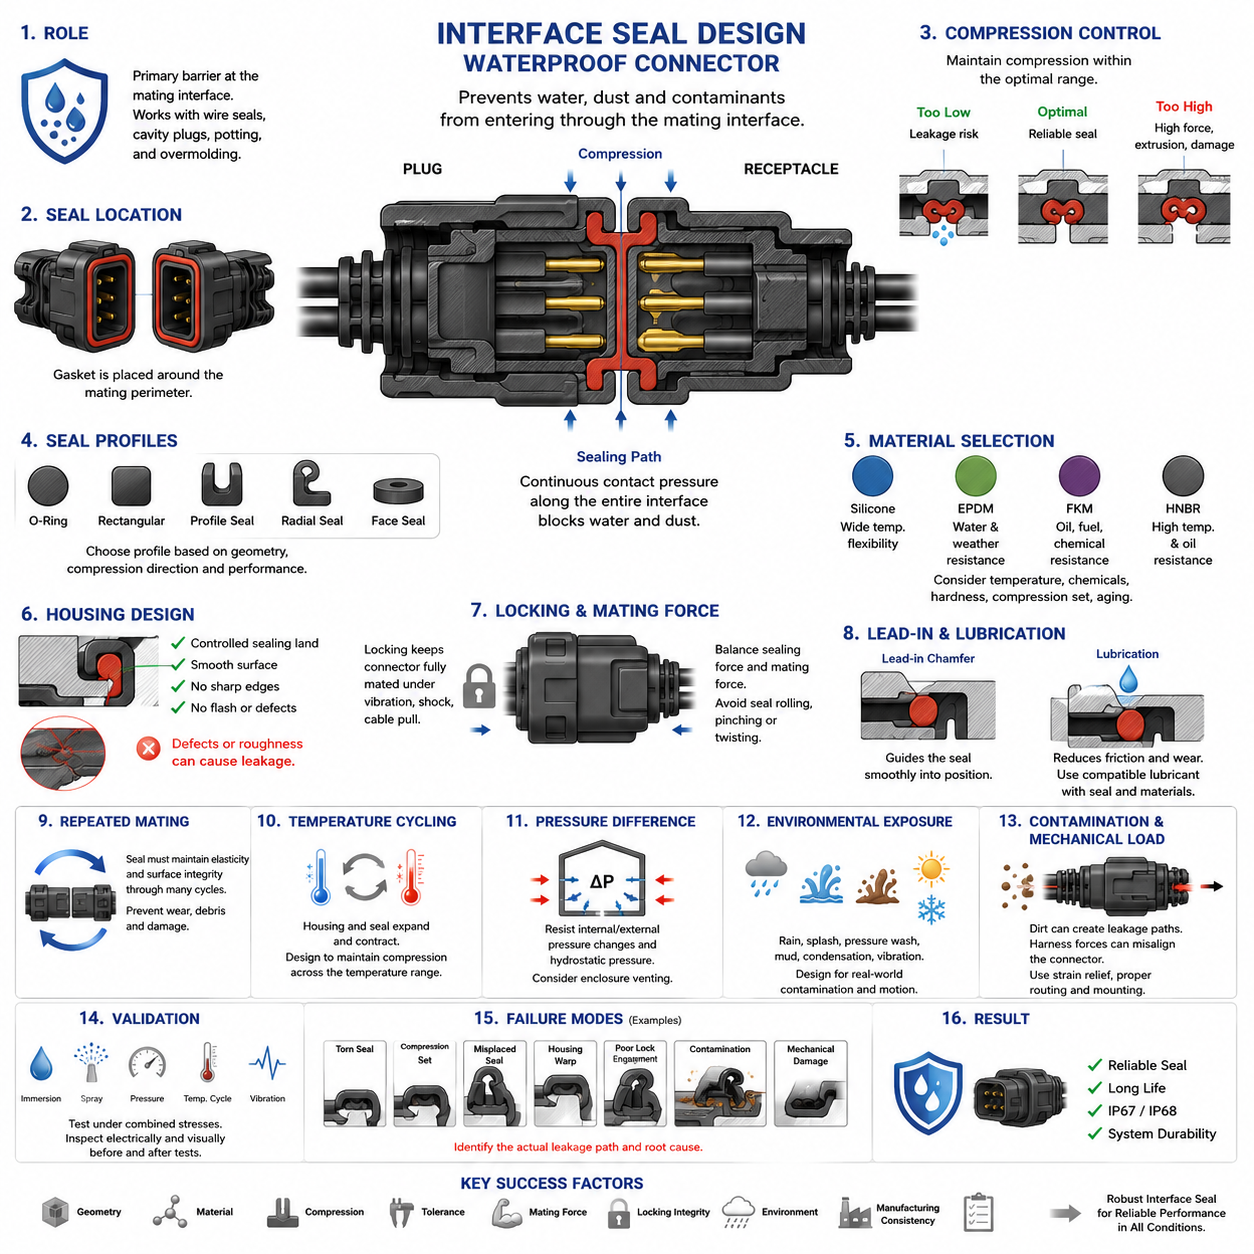 INTERFACE SEAL DESIGN
WATERPROOF CONNECTOR
Prevents water, dust and contaminants
from entering through the mating interface.
1. ROLE
Primary barrier at the
mating interface.
Works with wire seals,
cavity plugs, potting,
and overmolding.
2. SEAL LOCATION
Gasket is placed around the
mating perimeter.
PLUG
Compression
RECEPTACLE
Sealing Path
Continuous contact pressure
along the entire interface
blocks water and dust.
3. COMPRESSION CONTROL
Maintain compression within
the optimal range.
Too Low
Leakage risk
Optimal
Reliable seal
Too High
High force,
extrusion, damage
4. SEAL PROFILES
O-Ring
Rectangular
Profile Seal
Radial Seal
Face Seal
Choose profile based on geometry,
compression direction and performance.
5. MATERIAL SELECTION
Silicone
Wide temp.
flexibility
EPDM
Water &
weather
resistance
FKM
Oil, fuel,
chemical
resistance
HNBR
High temp.
& oil
resistance
Consider temperature, chemicals,
hardness, compression set, aging.
6. HOUSING DESIGN
Controlled sealing land
Smooth surface
No sharp edges
No flash or defects
Defects or roughness
can cause leakage.
7. LOCKING & MATING FORCE
Locking keeps
connector fully
mated under
vibration, shock,
cable pull.
Balance sealing
force and mating
force.
Avoid seal rolling,
pinching or
twisting.
8. LEAD-IN & LUBRICATION
Lead-in Chamfer
Guides the seal
smoothly into position.
Lubrication
Reduces friction and wear.
Use compatible lubricant
with seal and materials.
9. REPEATED MATING
Seal must maintain elasticity
and surface integrity
through many cycles.
Prevent wear, debris
and damage.
10. TEMPERATURE CYCLING
Housing and seal expand
and contract.
Design to maintain compression
across the temperature range.
11. PRESSURE DIFFERENCE
ΔP
Resist internal/external
pressure changes and
hydrostatic pressure.
Consider enclosure venting.
12. ENVIRONMENTAL EXPOSURE
Rain, splash, pressure wash,
mud, condensation, vibration.
Design for real-world
contamination and motion.
13. CONTAMINATION &
MECHANICAL LOAD
Dirt can create leakage paths.
Harness forces can misalign
the connector.
Use strain relief, proper
routing and mounting.
14. VALIDATION
Immersion
Spray
Pressure
Temp. Cycle
Vibration
Test under combined stresses.
Inspect electrically and visually
before and after tests.
15. FAILURE MODES (Examples)
Torn Seal
Compression
Set
Misplaced
Seal
Housing
Warp
Poor Lock
Engagement
Contamination
Mechanical
Damage
Identify the actual leakage path and root cause.
16. RESULT
Reliable Seal
Long Life
IP67 / IP68
System Durability
KEY SUCCESS FACTORS
Geometry
Material
Compression
Tolerance
Mating Force
Locking Integrity
Environment
Manufacturing
Consistency
Robust Interface Seal
for Reliable Performance
in All Conditions.